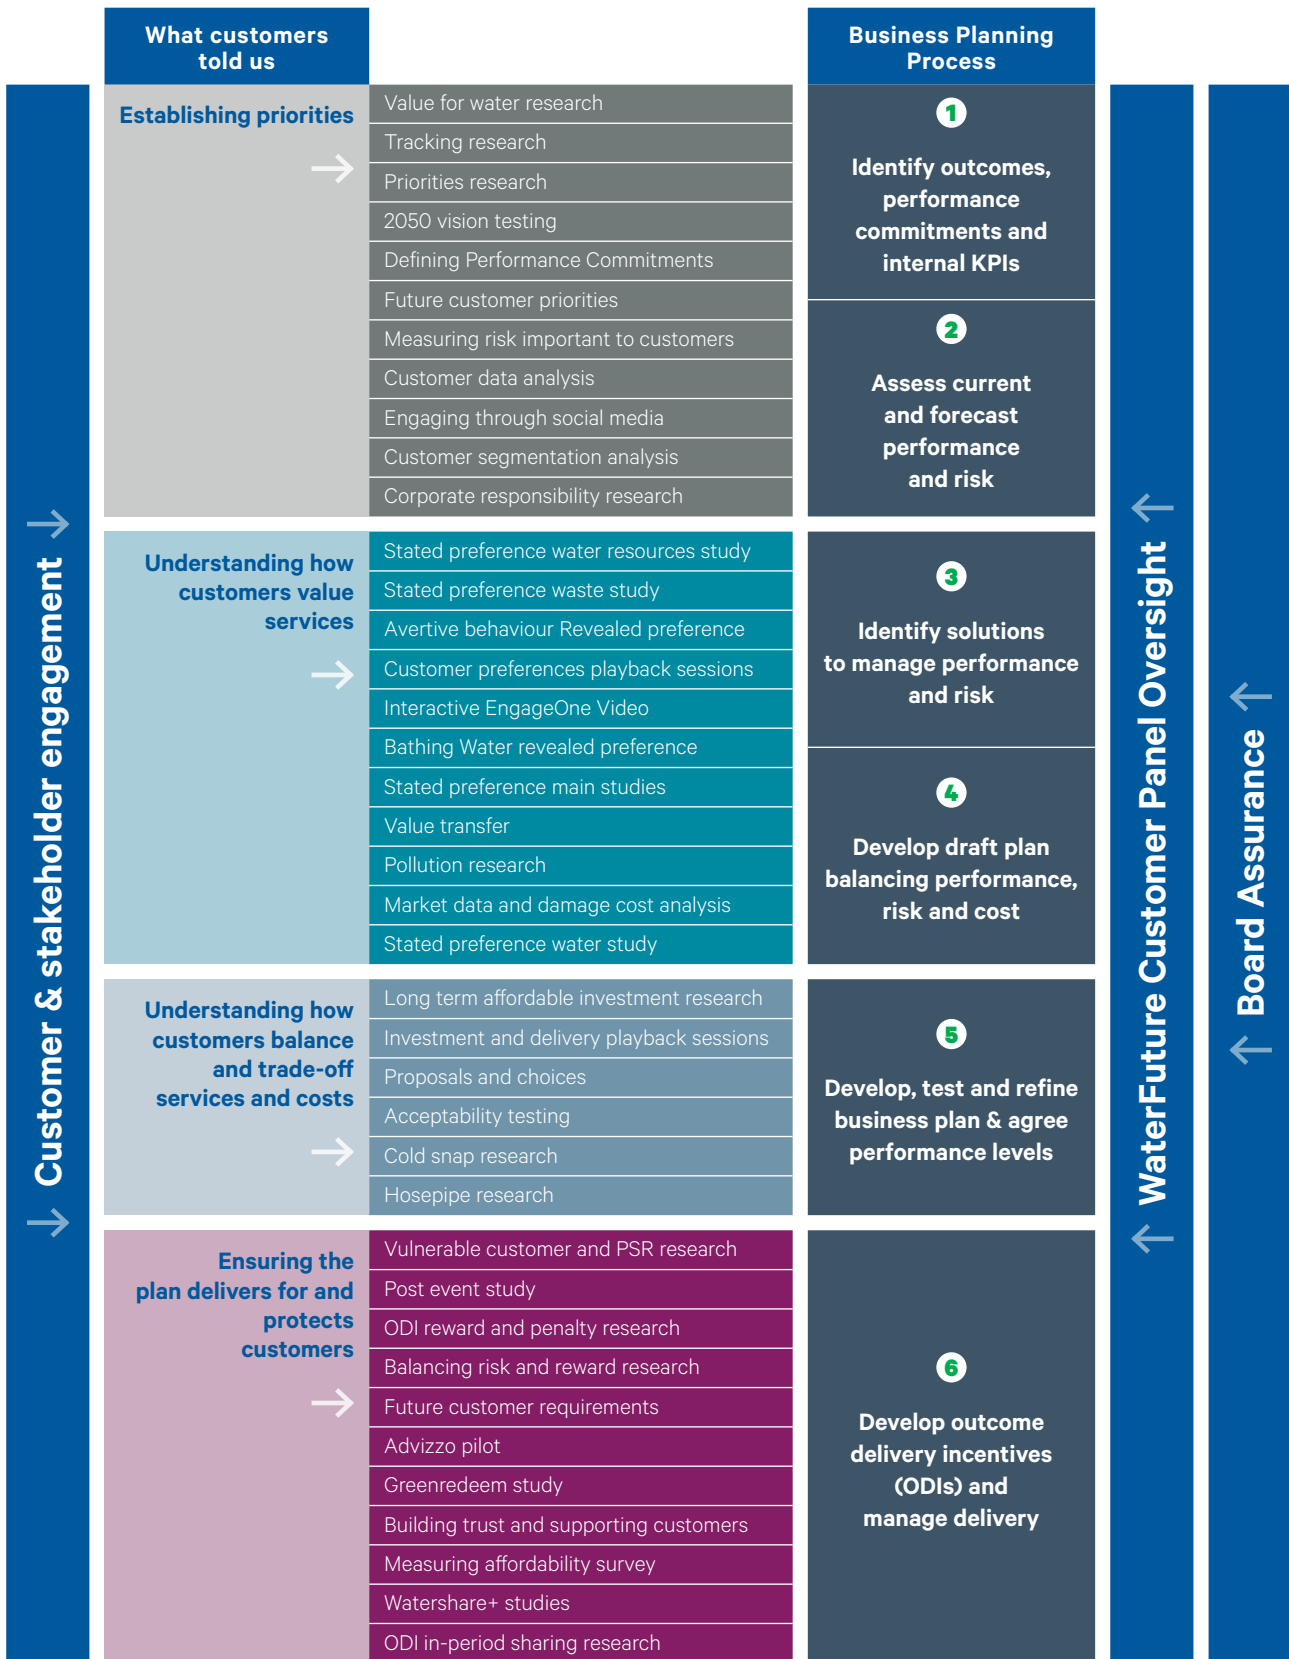 What customers
told us
Business Planning
Process
Customer & stakeholder engagement
Establishing priorities
Value for water research
Tracking research
Priorities research
2050 vision testing
Defining Performance Commitments
Future customer priorities
Measuring risk important to customers
Customer data analysis
Engaging through social media
Customer segmentation analysis
Corporate responsibility research
1
Identify outcomes,
performance
commitments and
internal KPIs
2
Assess current
and forecast
performance
and risk
Understanding how
customers value
services
Stated preference water resources study
Stated preference waste study
Avertive behaviour Revealed preference
Customer preferences playback sessions
Interactive EngageOne Video
Bathing Water revealed preference
Stated preference main studies
Value transfer
Pollution research
Market data and damage cost analysis
Stated preference water study
3
Identify solutions
to manage performance
and risk
4
Develop draft plan
balancing performance,
risk and cost
Understanding how
customers balance
and trade-off
services and costs
Long term affordable investment research
Investment and delivery playback sessions
Proposals and choices
Acceptability testing
Cold snap research
Hosepipe research
5
Develop, test and refine
business plan & agree
performance levels
Ensuring the
plan delivers for and
protects
customers
Vulnerable customer and PSR research
Post event study
ODI reward and penalty research
Balancing risk and reward research
Future customer requirements
Advizzo pilot
Greenredeem study
Building trust and supporting customers
Measuring affordability survey
Watershare+ studies
ODI in-period sharing research
6
Develop outcome
delivery incentives
(ODIs) and
manage delivery
WaterFuture Customer Panel Oversight
Board Assurance